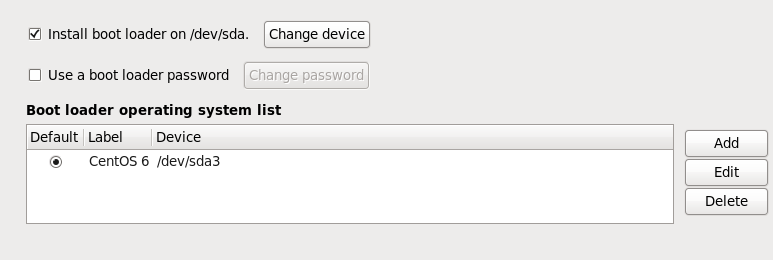 Install boot loader on /dev/sda. Change device
Use a boot loader password Change password
Boot loader operating system list
Default Label Device
CentOS 6 /dev/sda3
Add
Edit
Delete